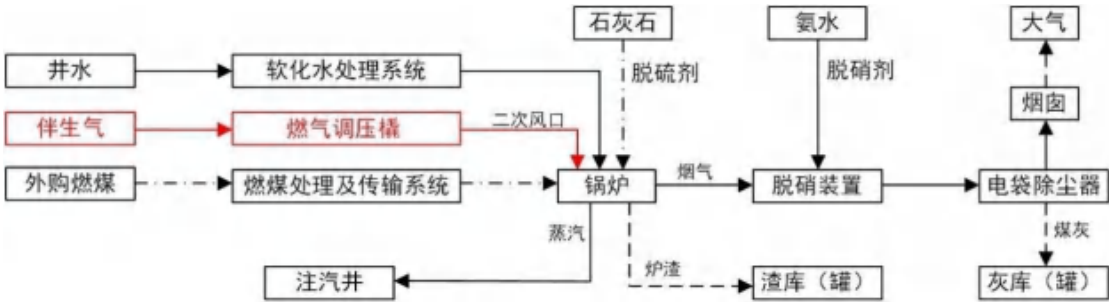 石灰石
氨水
大气
井水
软化水处理系统
脱硫剂
脱硝剂
烟囱
伴生气
燃气调压橇
二次风口
外购燃煤
燃煤处理及传输系统
锅炉
烟气
脱硝装置
电袋除尘器
蒸汽
煤灰
注汽井
炉渣
渣库（罐）
灰库（罐）